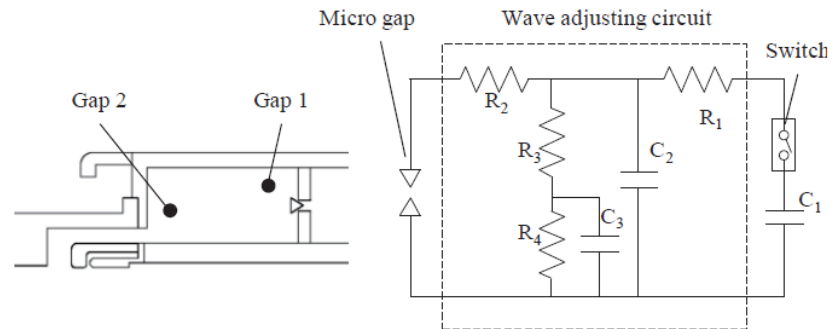 Micro gap
Wave adjusting circuit
Switch
Gap 2
Gap 1
R2
R1
R3
C2
C1
C3
R4